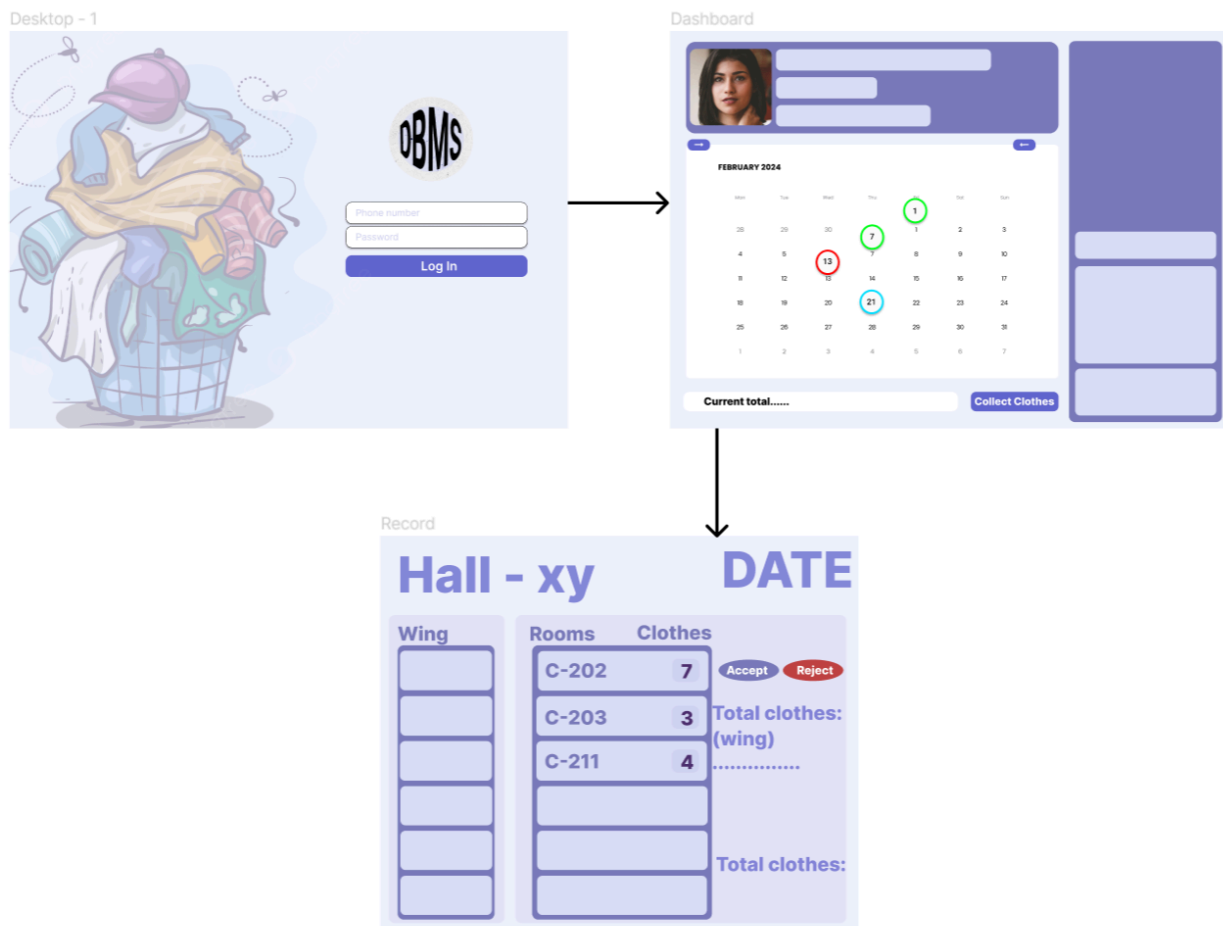 Desktop - 1
DBMS
Phone number
Password
Log In
Dashboard
→ ←
FEBRUARY 2024
Mon Tue Wed Thu Sat Sun
1
28 29 30 1 2 3
7
4 5 7 8 9 10
13
11 12 13 14 15 16 17
18 19 20 21 22 23 24
25 26 27 28 29 30 31
1 2 3 4 5 6 7
Current total...... Collect Clothes
Record
Hall - xy DATE
Wing Rooms Clothes
C-202 7 Accept Reject
C-203 3 Total clothes:
(wing)
C-211 4 ...............
Total clothes: